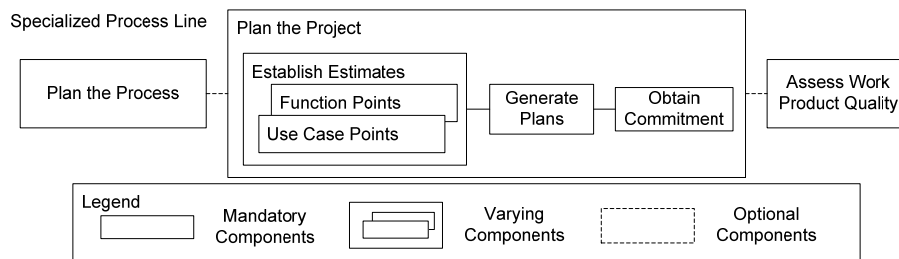 Specialized Process Line
Plan the Project
Plan the Process
Establish Estimates
Function Points
Use Case Points
Generate
Plans
Obtain
Commitment
Assess Work
Product Quality
Legend
Mandatory
Components
Varying
Components
Optional
Components